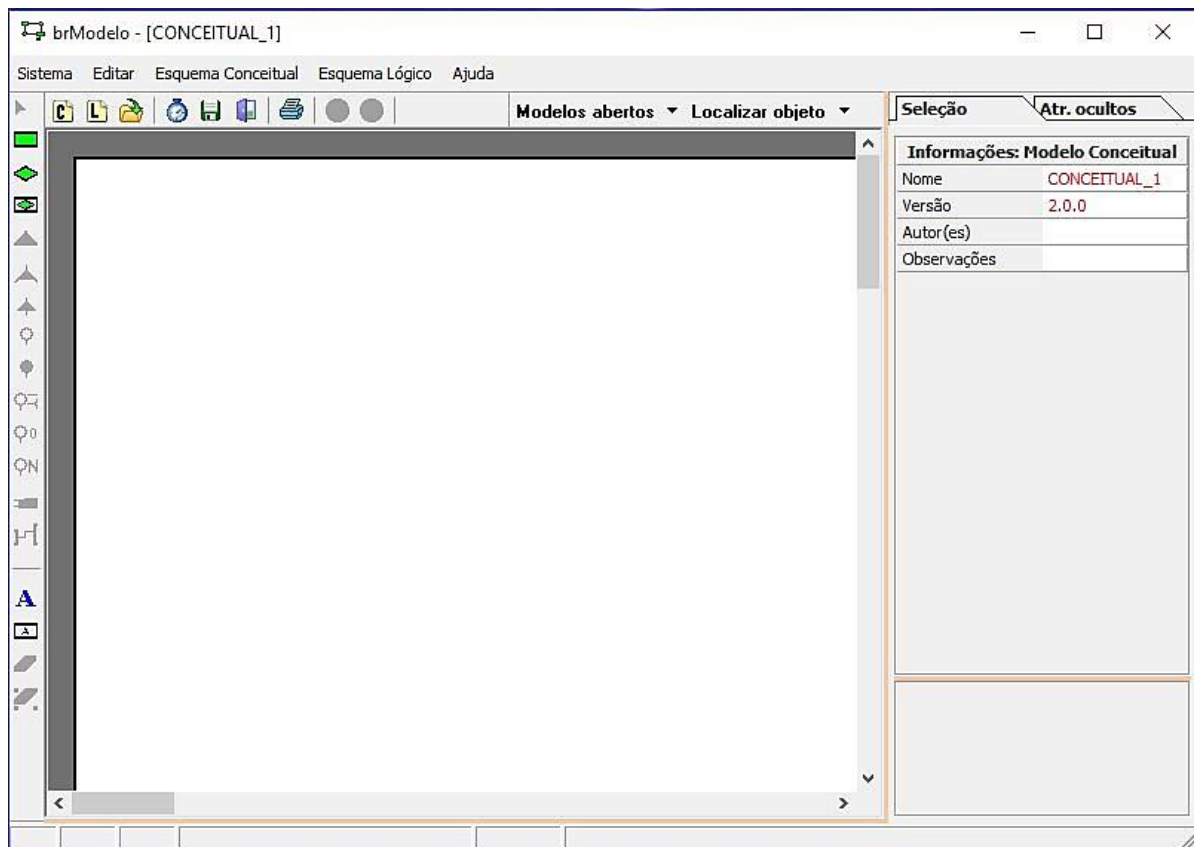 brModelo - [CONCEITUAL_1]
Sistema Editar Esquema Conceitual Esquema Lógico Ajuda
C L Modelos abertos Localizar objeto
Seleção Atr. ocultos
Informações: Modelo Conceitual
Nome CONCEITUAL_1
Versão 2.0.0
Autor(es)
Observações
0
N
A
A